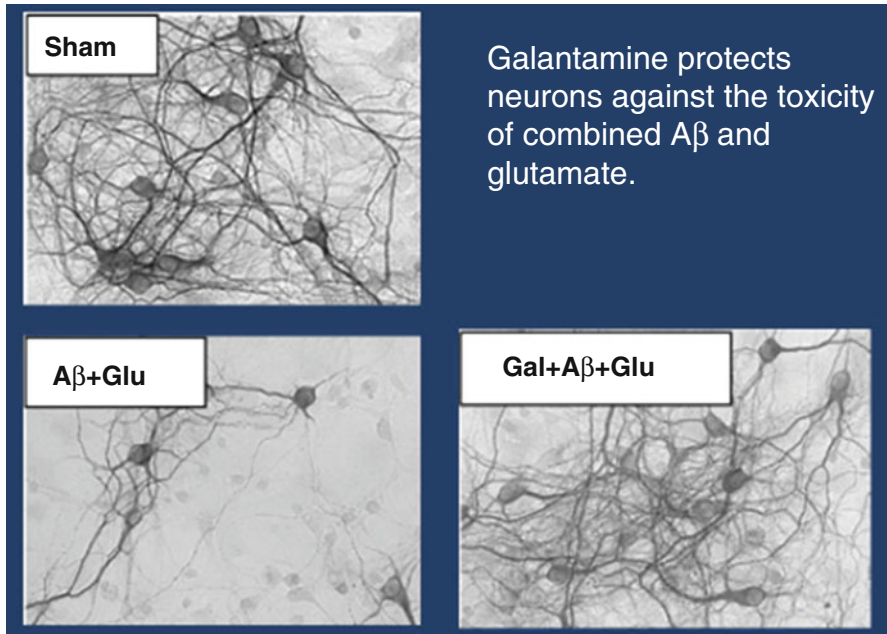 Sham
Galantamine protects
neurons against the toxicity
of combined Aβ and
glutamate.
Aβ+Glu
Gal+Aβ+Glu